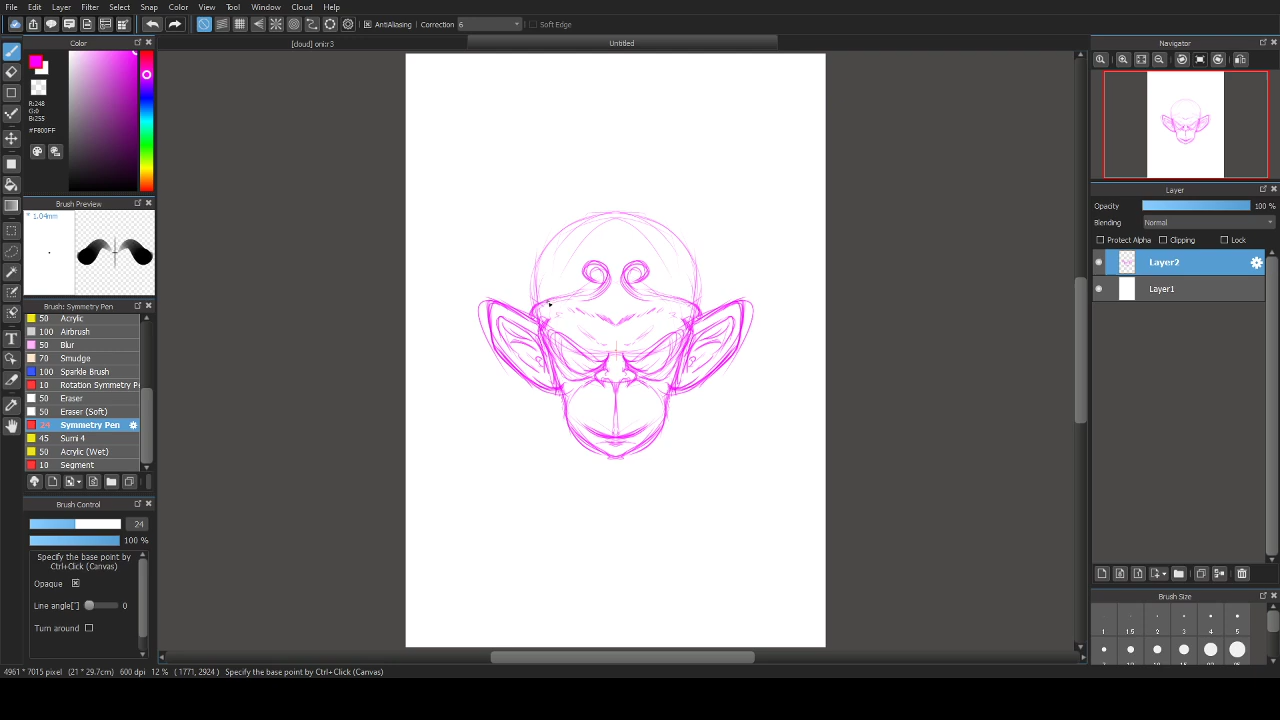 File Edit Layer Filter Select Snap Color View Tool Window Cloud Help
AntiAliasing Correction 6 Soft Edge
Color
[cloud] oni:r3 Untitled
Navigator
R:248
G:0
B:255
#F800FF
Brush Preview
* 1.04mm
Layer
Opacity 100 %
Blending Normal
Protect Alpha Clipping Lock
Layer2
Layer1
Brush: Symmetry Pen
50 Acrylic
100 Airbrush
50 Blur
70 Smudge
100 Sparkle Brush
10 Rotation Symmetry P
50 Eraser
50 Eraser (Soft)
24 Symmetry Pen
45 Sumi 4
50 Acrylic (Wet)
10 Segment
Brush Control
24
100 %
Specify the base point by
Ctrl+Click (Canvas)
Opaque
Line angle[°] 0
Turn around
Brush Size
1 1.5 2 3 4 5
4961 * 7015 pixel (21 * 29.7cm) 600 dpi 12 % ( 1771, 2924 ) Specify the base point by Ctrl+Click (Canvas)